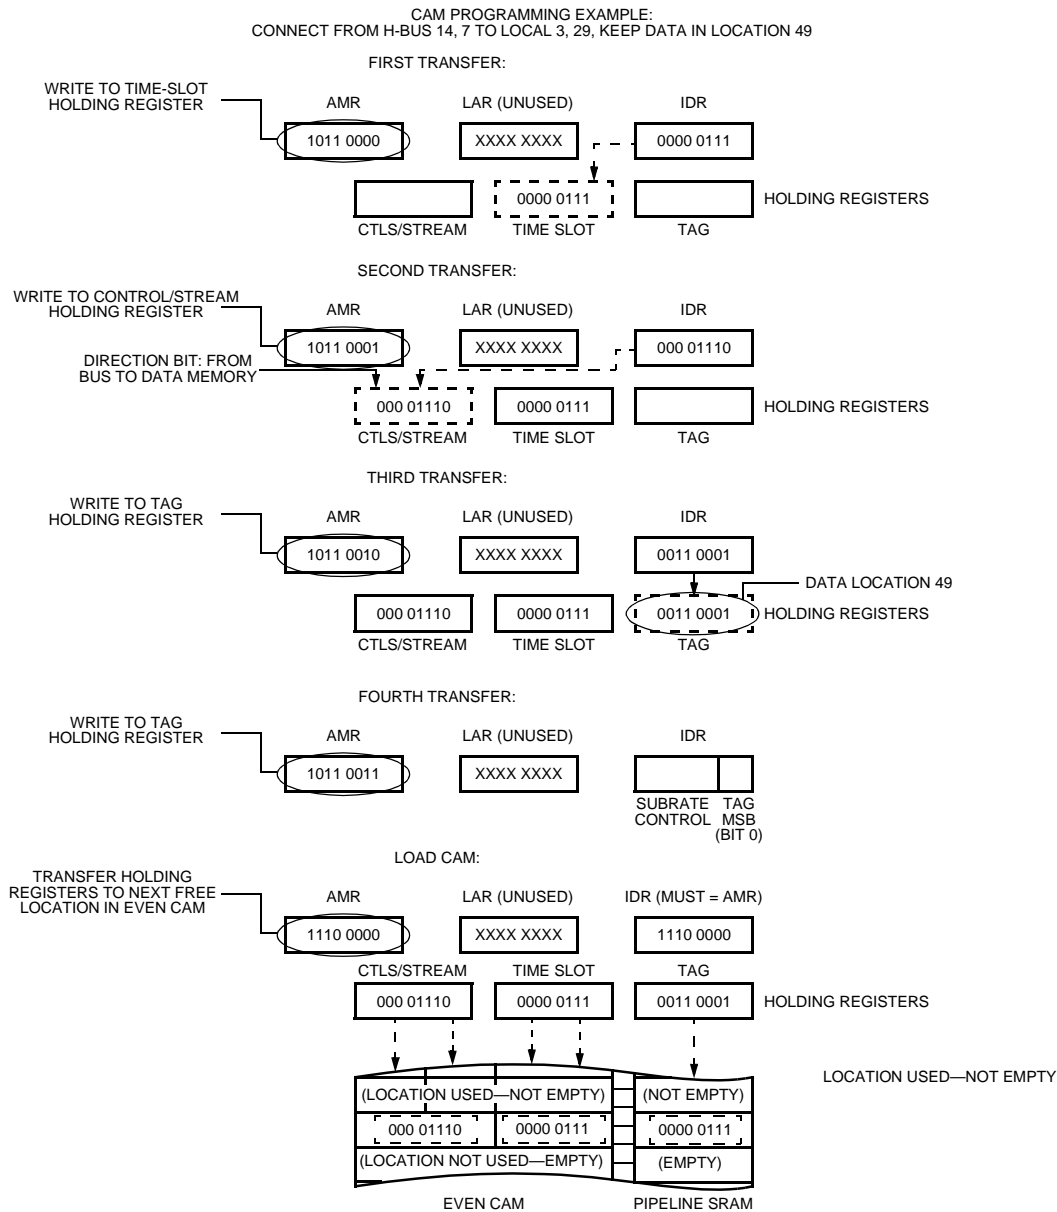 CAM PROGRAMMING EXAMPLE:
CONNECT FROM H-BUS 14, 7 TO LOCAL 3, 29, KEEP DATA IN LOCATION 49
FIRST TRANSFER:
WRITE TO TIME-SLOT
HOLDING REGISTER
AMR
LAR (UNUSED)
IDR
1011 0000
XXXX XXXX
0000 0111
0000 0111
HOLDING REGISTERS
CTLS/STREAM
TIME SLOT
TAG
SECOND TRANSFER:
WRITE TO CONTROL/STREAM
HOLDING REGISTER
AMR
LAR (UNUSED)
IDR
1011 0001
XXXX XXXX
000 01110
DIRECTION BIT: FROM
BUS TO DATA MEMORY
000 01110
0000 0111
HOLDING REGISTERS
CTLS/STREAM
TIME SLOT
TAG
THIRD TRANSFER:
WRITE TO TAG
HOLDING REGISTER
AMR
LAR (UNUSED)
IDR
1011 0010
XXXX XXXX
0011 0001
DATA LOCATION 49
000 01110
0000 0111
0011 0001
HOLDING REGISTERS
CTLS/STREAM
TIME SLOT
TAG
FOURTH TRANSFER:
WRITE TO TAG
HOLDING REGISTER
AMR
LAR (UNUSED)
IDR
1011 0011
XXXX XXXX
SUBRATE
CONTROL
TAG
MSB
(BIT 0)
LOAD CAM:
TRANSFER HOLDING
REGISTERS TO NEXT FREE
LOCATION IN EVEN CAM
AMR
LAR (UNUSED)
IDR (MUST = AMR)
1110 0000
XXXX XXXX
1110 0000
CTLS/STREAM
TIME SLOT
TAG
000 01110
0000 0111
0011 0001
HOLDING REGISTERS
LOCATION USED—NOT EMPTY
(LOCATION USED—NOT EMPTY)
(NOT EMPTY)
000 01110
0000 0111
0000 0111
(LOCATION NOT USED—EMPTY)
(EMPTY)
EVEN CAM
PIPELINE SRAM